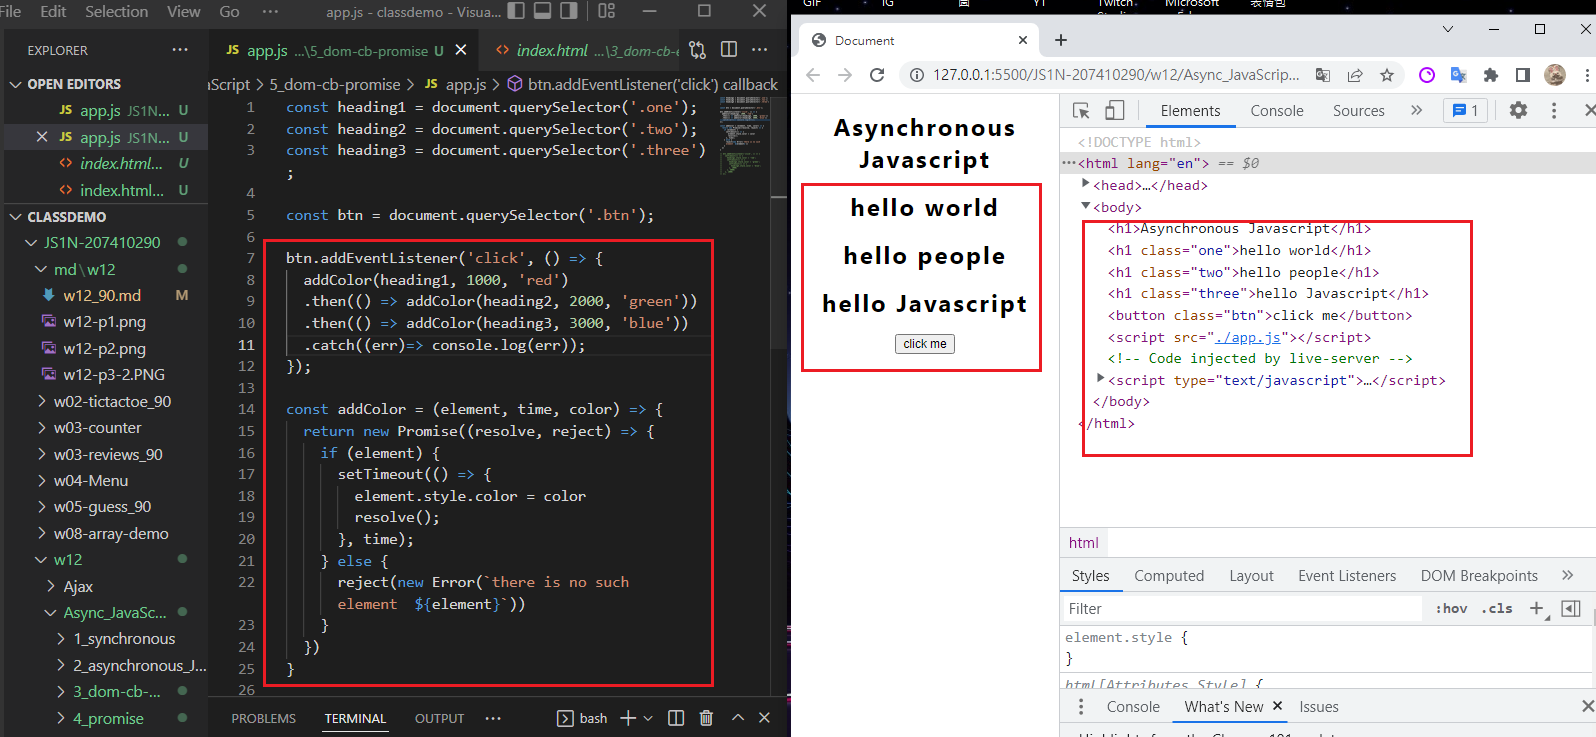 File Edit Selection View Go ··· app.js - classdemo - Visua...
EXPLORER ···
OPEN EDITORS
JS app.js JS1N... U
× JS app.js JS1N... U
<> index.html... U
<> index.html... U
CLASSDEMO
JS1N-207410290
md\w12
w12_90.md M
w12-p1.png
w12-p2.png
w12-p3-2.PNG
w02-tictactoe_90
w03-counter
w03-reviews_90
w04-Menu
w05-guess_90
w08-array-demo
w12
Ajax
Async_JavaSc...
1_synchronous
2_asynchronous_J...
3_dom-cb-...
4_promise
JS app.js ...\5_dom-cb-promise U × <> index.html ...\3_dom-cb-e ···
aScript > 5_dom-cb-promise > JS app.js > btn.addEventListener('click') callback
1 const heading1 = document.querySelector('.one');
2 const heading2 = document.querySelector('.two');
3 const heading3 = document.querySelector('.three')
;
4
5 const btn = document.querySelector('.btn');
6
7 btn.addEventListener('click', () => {
8 addColor(heading1, 1000, 'red')
9 .then(() => addColor(heading2, 2000, 'green'))
10 .then(() => addColor(heading3, 3000, 'blue'))
11 .catch((err)=> console.log(err));
12 });
13
14 const addColor = (element, time, color) => {
15 return new Promise((resolve, reject) => {
16 if (element) {
17 setTimeout(() => {
18 element.style.color = color
19 resolve();
20 }, time);
21 } else {
22 reject(new Error(`there is no such
element  ${element}`))
23 }
24 })
25 }
26
PROBLEMS TERMINAL OUTPUT ··· bash
GIF IG 圖 YT Twitch Microsoft 表情包
Document
127.0.0.1:5500/JS1N-207410290/w12/Async_JavaScrip...
Asynchronous
Javascript
hello world
hello people
hello Javascript
click me
Elements Console Sources » 1
<!DOCTYPE html>
···<html lang="en"> == $0
<head>…</head>
<body>
<h1>Asynchronous Javascript</h1>
<h1 class="one">hello world</h1>
<h1 class="two">hello people</h1>
<h1 class="three">hello Javascript</h1>
<button class="btn">click me</button>
<script src="./app.js"></script>
<!-- Code injected by live-server -->
<script type="text/javascript">…</script>
</body>
</html>
html
Styles Computed Layout Event Listeners DOM Breakpoints »
Filter :hov .cls +
element.style {
}
html[Attributes Style] {
Console What's New × Issues